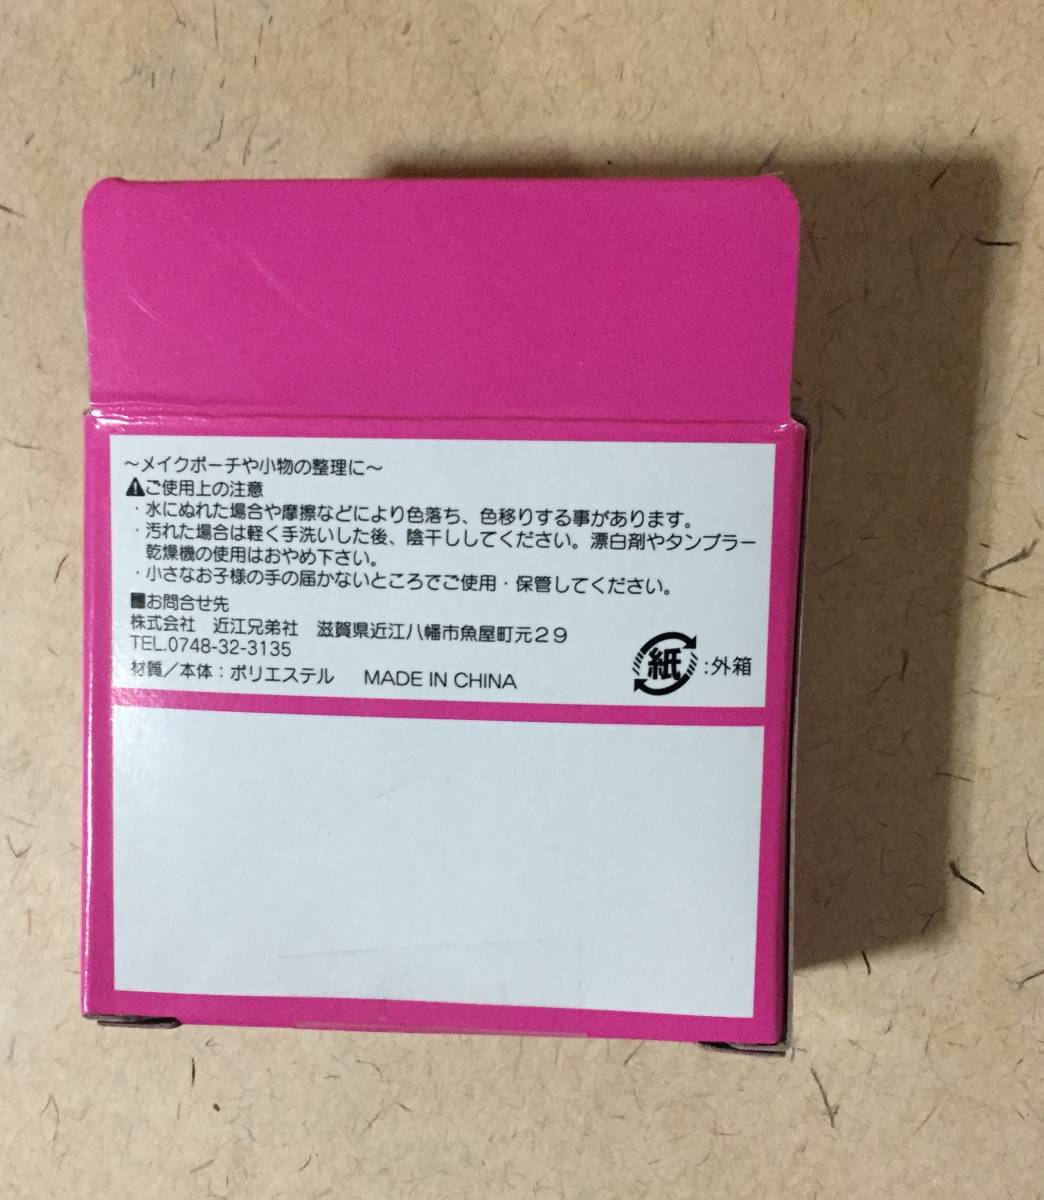 ～メイクポーチや小物の整理に～
⚠ご使用上の注意
・水にぬれた場合や摩擦などにより色落ち、色移りする事があります。
・汚れた場合は軽く手洗いした後、陰干ししてください。漂白剤やタンブラー
乾燥機の使用はおやめ下さい。
・小さなお子様の手の届かないところでご使用・保管してください。
■お問合せ先
株式会社 近江兄弟社 滋賀県近江八幡市魚屋町元２９
TEL.0748-32-3135
材質／本体：ポリエステル MADE IN CHINA
紙:外箱